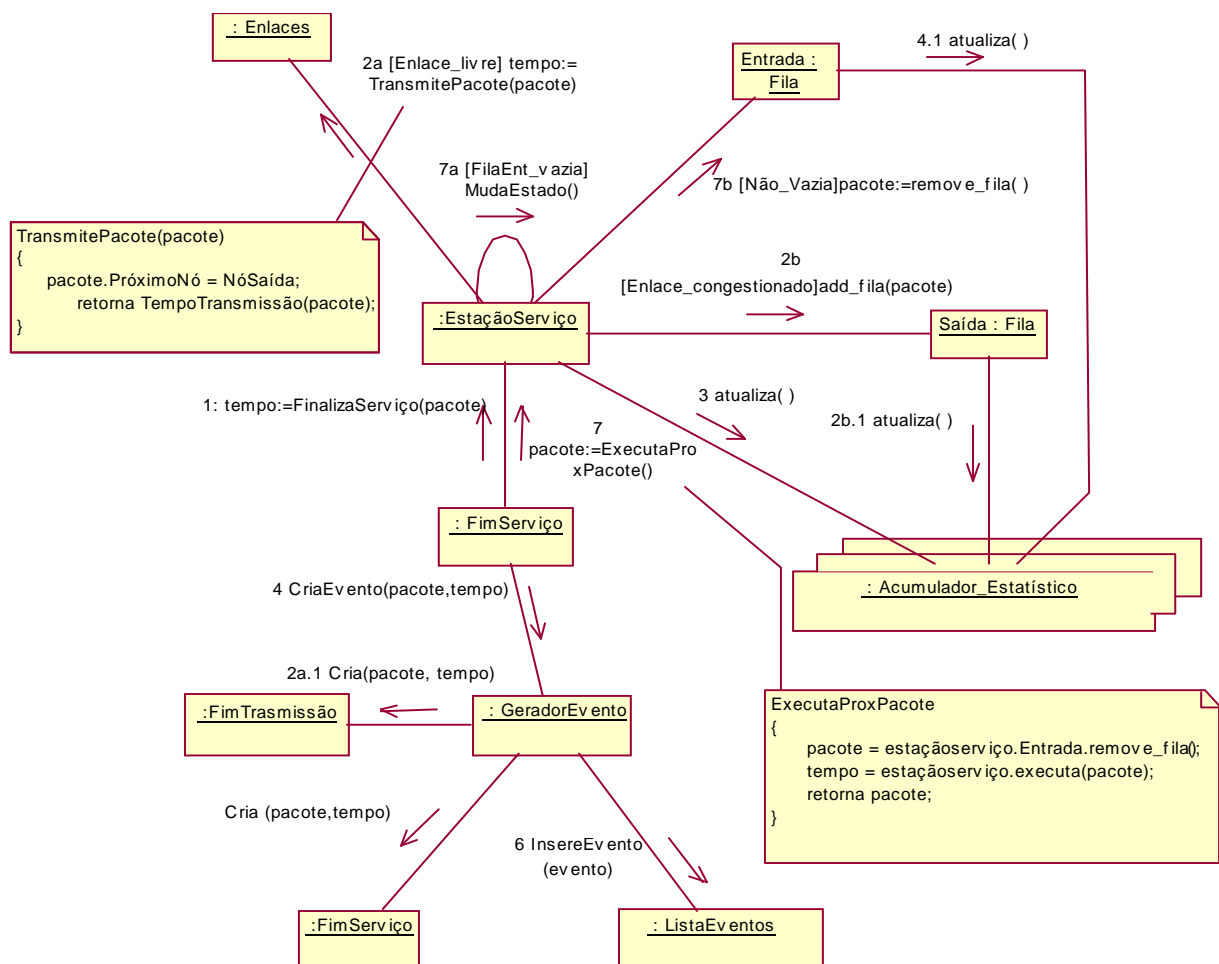 : Enlaces
2a [Enlace_livre] tempo:=
TransmitePacote(pacote)
4.1 atualiza( )
Entrada :
Fila
7a [FilaEnt_vazia]
MudaEstado()
7b [Não_Vazia]pacote:=remove_fila( )
TransmitePacote(pacote)
{
pacote.PróximoNó = NóSaída;
retorna TempoTransmissão(pacote);
}
2b
[Enlace_congestionado]add_fila(pacote)
:EstaçãoServiço
Saída : Fila
1: tempo:=FinalizaServiço(pacote)
3 atualiza( )
2b.1 atualiza( )
7
pacote:=ExecutaPro
xPacote()
: FimServiço
4 CriaEvento(pacote,tempo)
: Acumulador_Estatístico
2a.1 Cria(pacote, tempo)
:FimTrasmissão
: GeradorEvento
ExecutaProxPacote
{
pacote = estaçãoserviço.Entrada.remove_fila();
tempo = estaçãoserviço.executa(pacote);
retorna pacote;
}
Cria (pacote,tempo)
6 InsereEvento
(evento)
:FimServiço
: ListaEventos